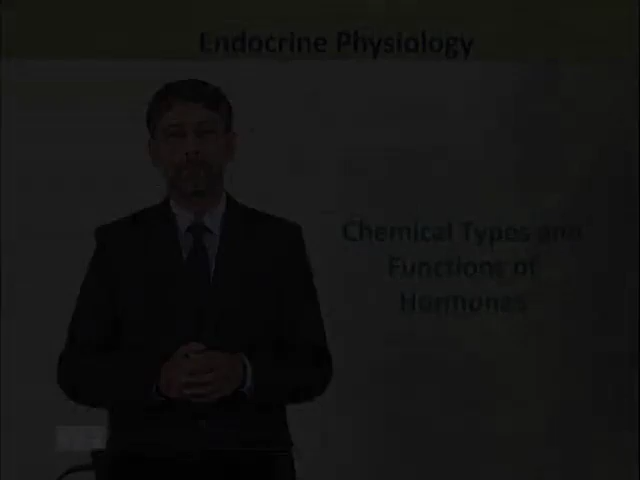 Endocrine Physiology
Chemical Types and
Functions of
Hormones